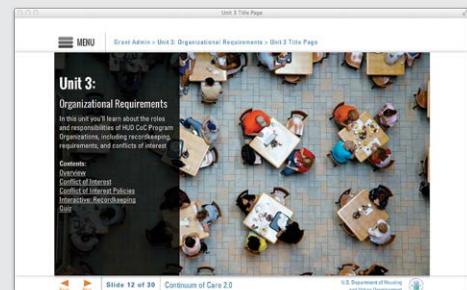 Unit 3 Title Page
MENU
Grant Admin > Unit 3: Organizational Requirements > Unit 3 Title Page
Unit 3:
Organizational Requirements
In this unit you'll learn about the roles
and responsibilities of HUD CoC Program
Organizations, including recordkeeping,
requirements, and conflicts of interest
Contents:
Overview
Conflict of Interest
Conflict of Interest Policies
Interactive: Recordkeeping
Quiz
Slide 12 of 30
Continuum of Care 2.0
U.S. Department of Housing
and Urban Development